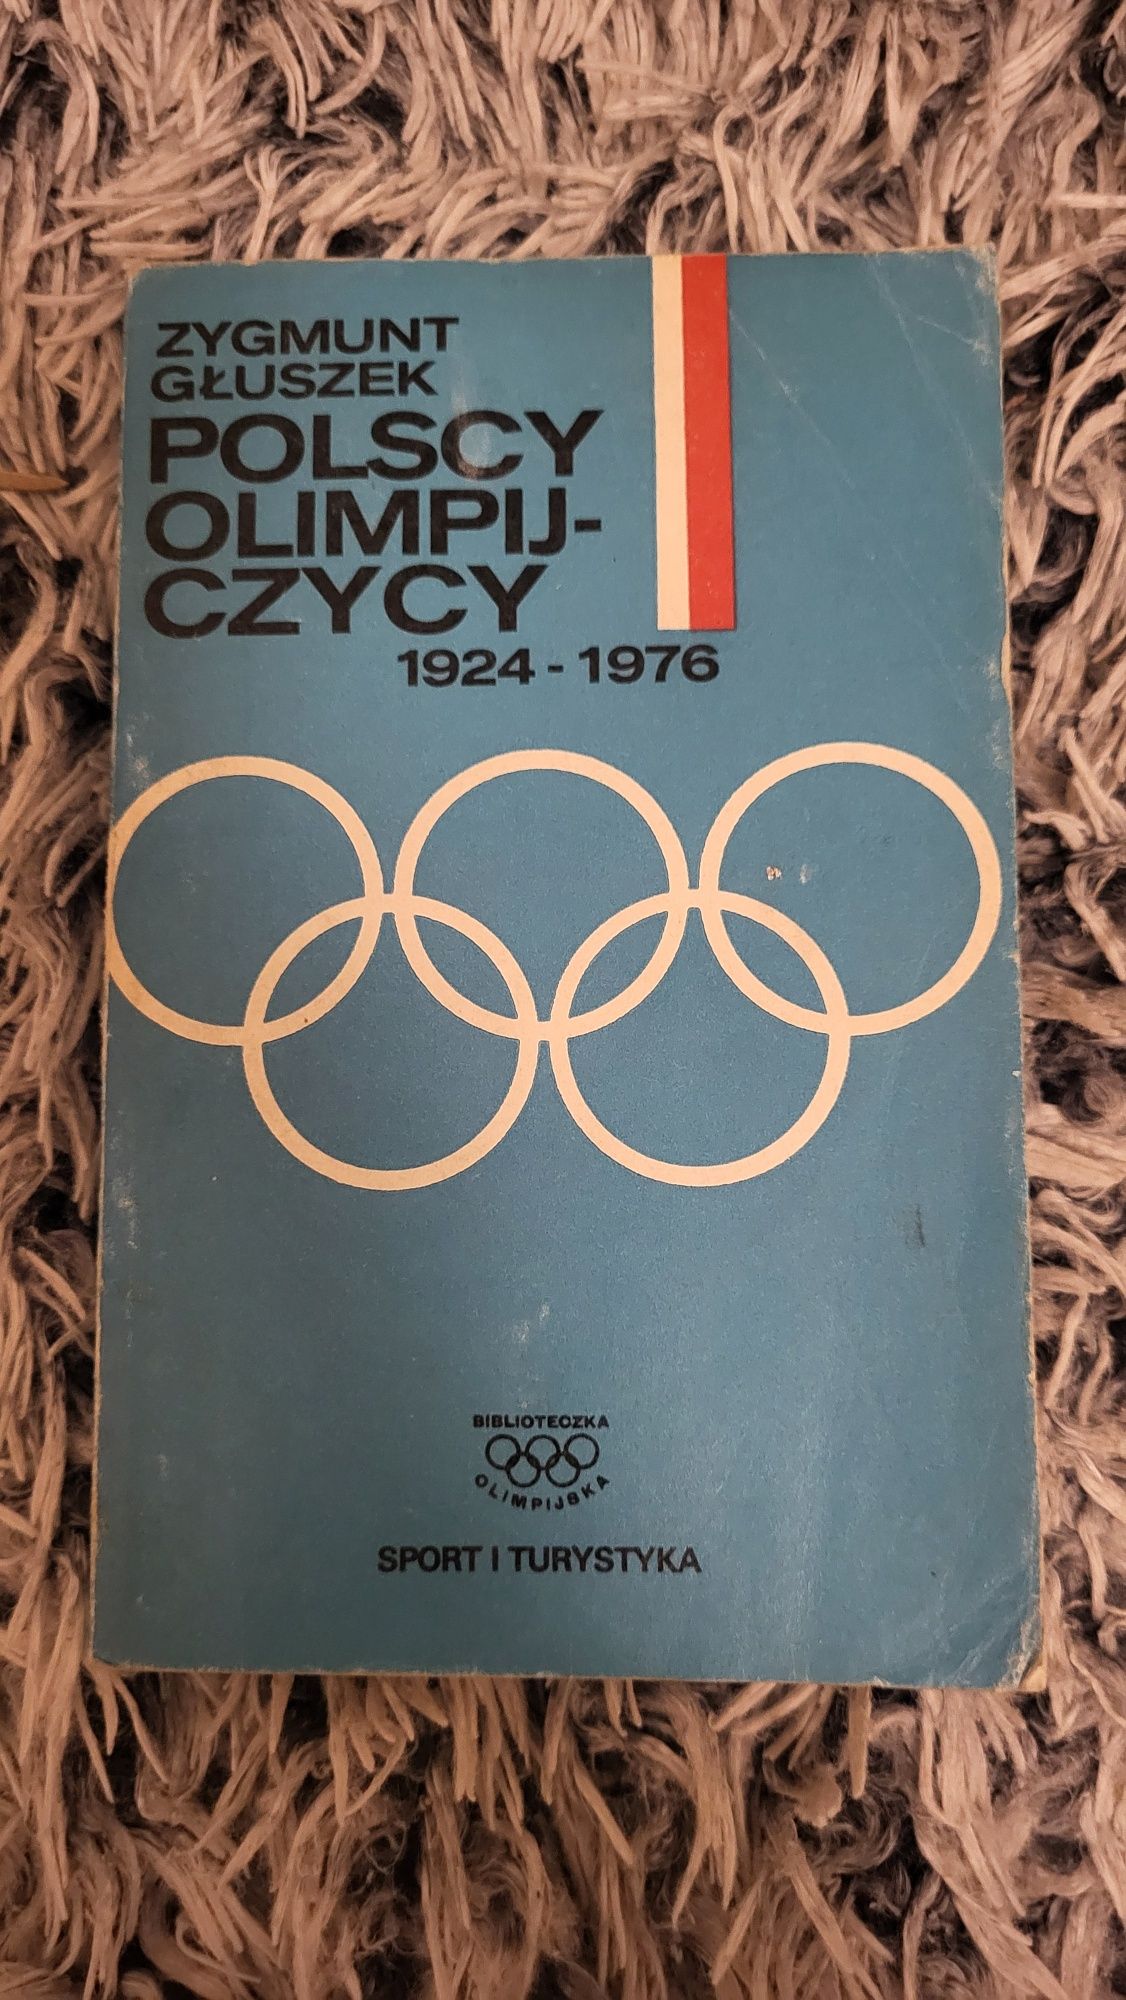 ZYGMUNT
GŁUSZEK
POLSCY
OLIMPIJ-
CZYCY
1924-1976
BIBLIOTECZKA
OLIMPIJSKA
SPORT I TURYSTYKA